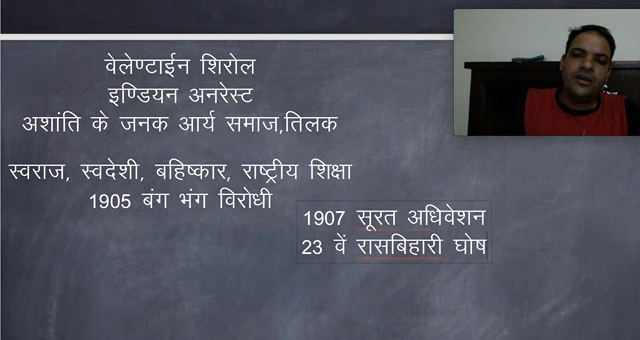 वेलेण्टाईन शिरोल
इण्डियन अनरेस्ट
अशांति के जनक आर्य समाज,तिलक
स्वराज, स्वदेशी, बहिष्कार, राष्ट्रीय शिक्षा
1905 बंग भंग विरोधी
1907 सूरत अधिवेशन
23 वें रासबिहारी घोष